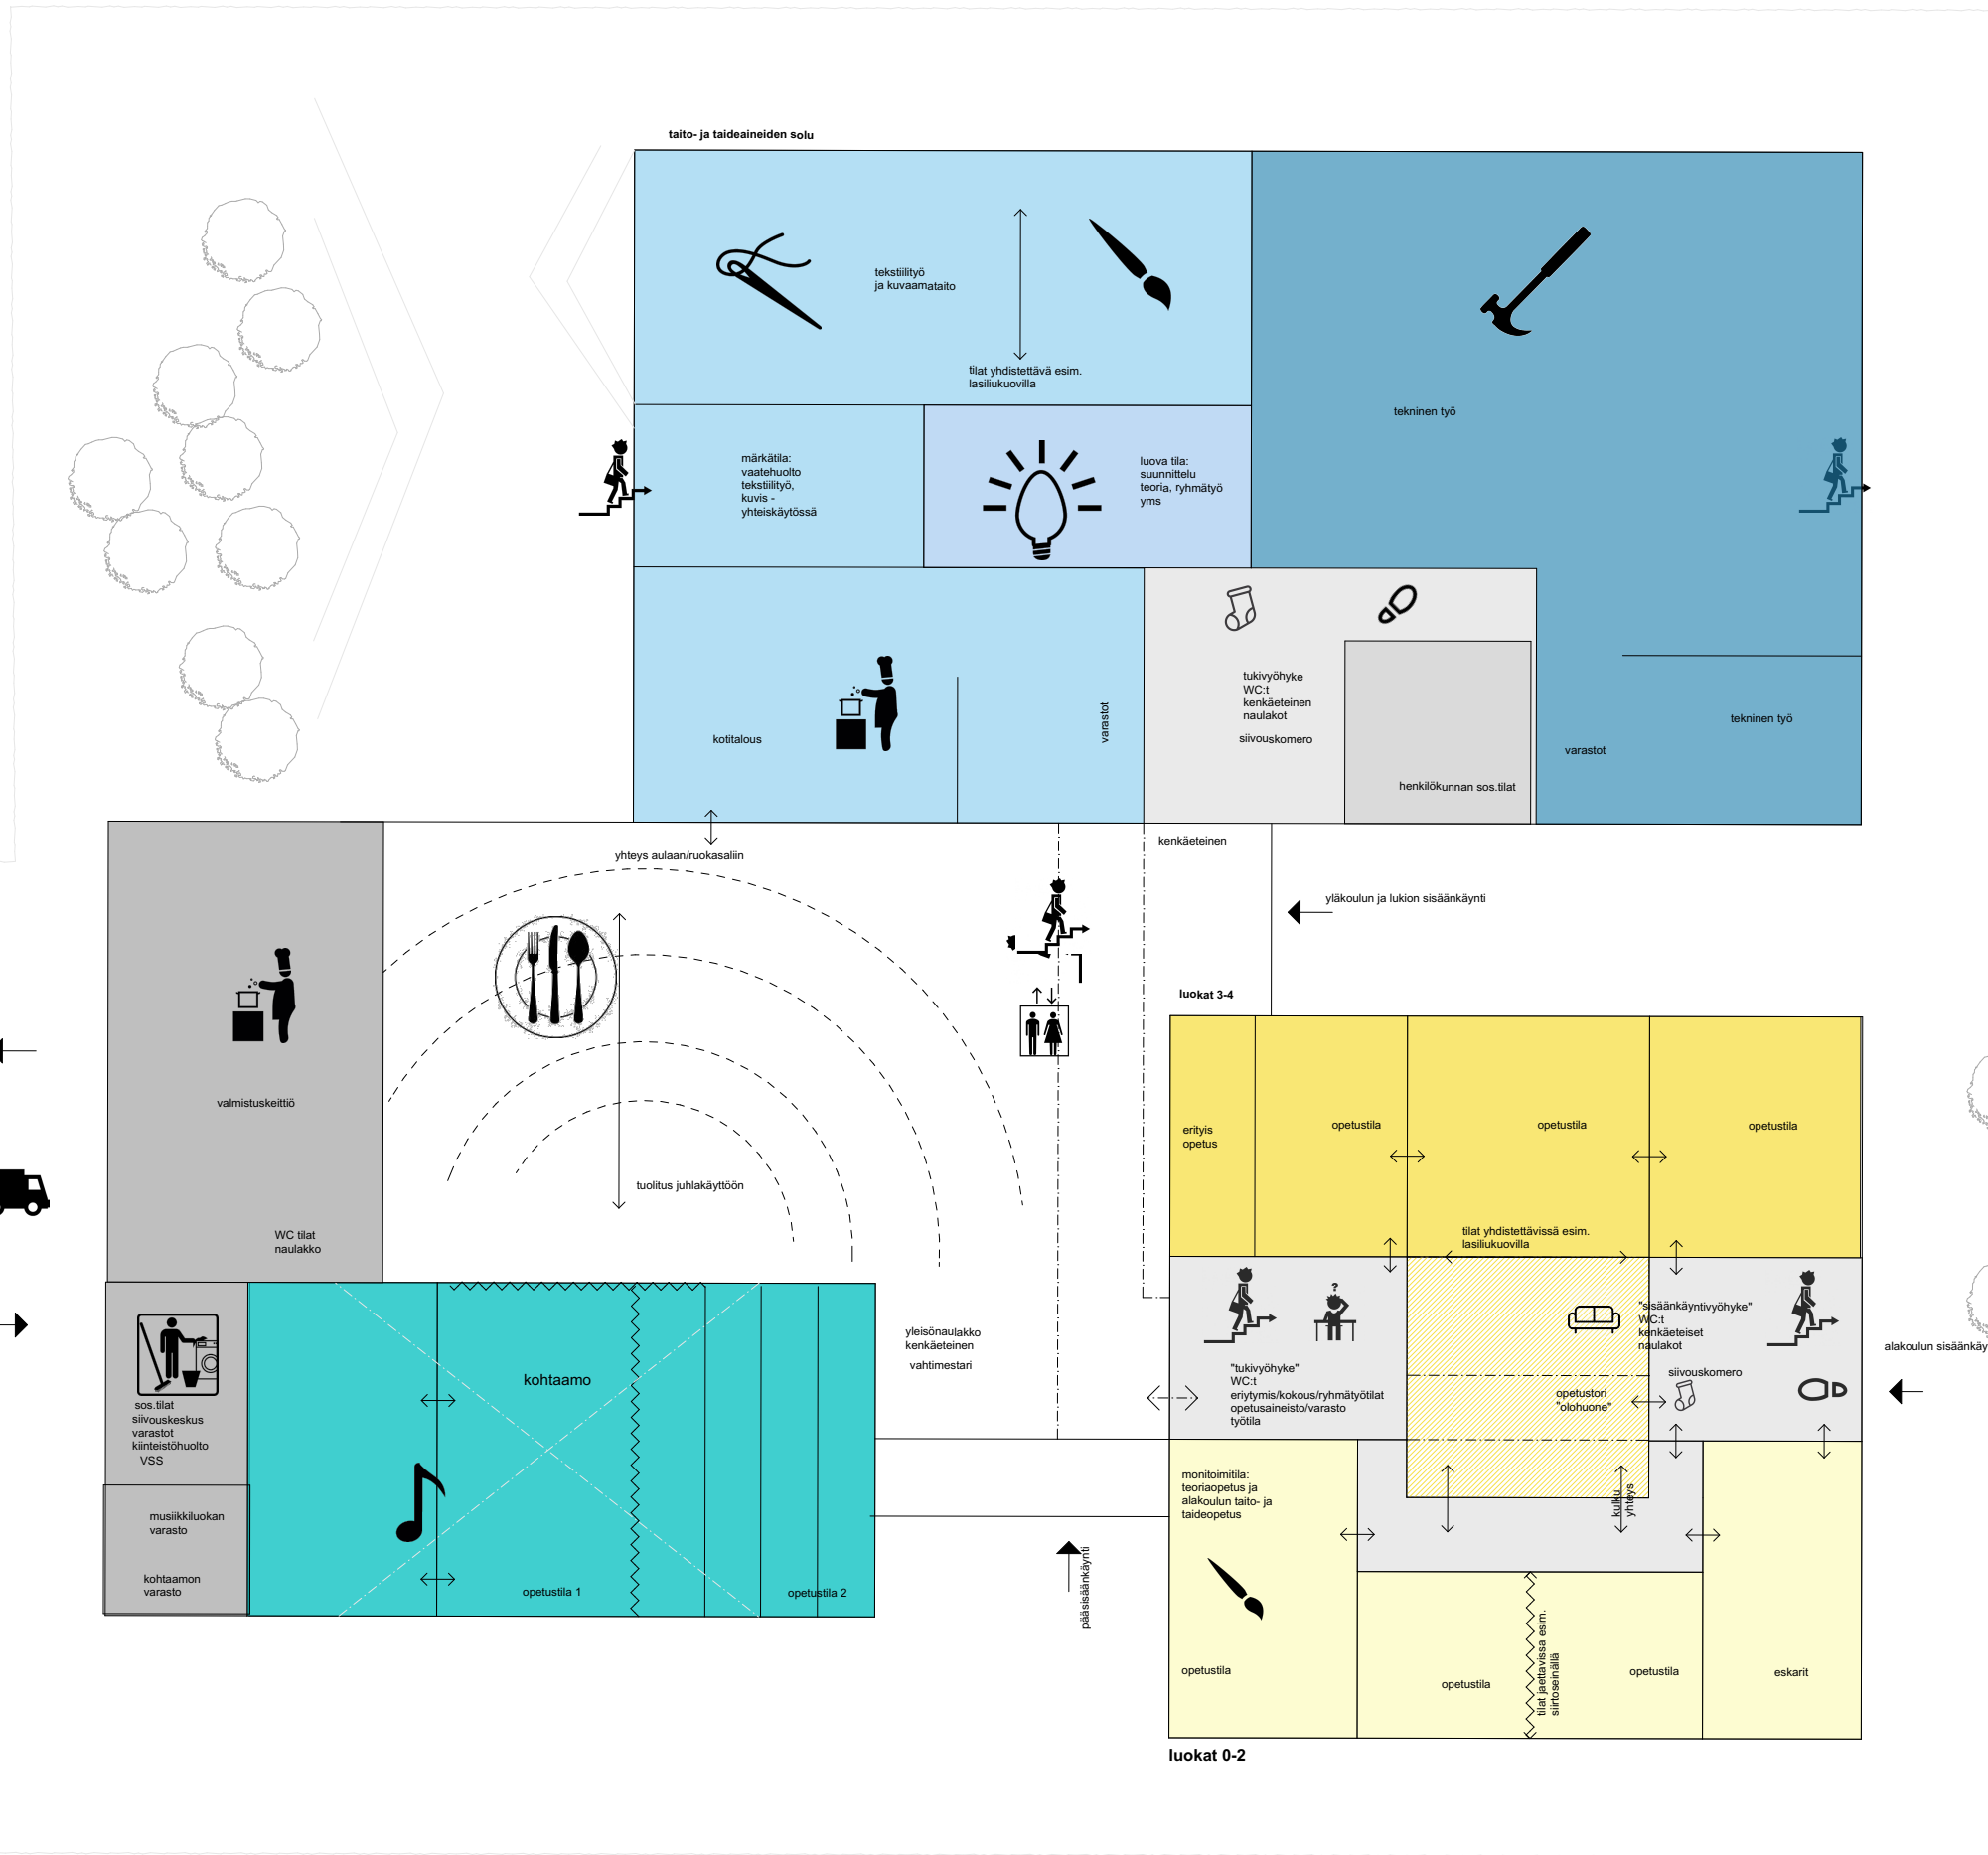 taito- ja taideaineiden solu
tekstiilityö
ja kuvaamataito
tilat yhdistettävä esim.
lasiliukuovilla
tekninen työ
märkätila:
vaatehuolto
tekstiilityö,
kuvis -
yhteiskäytössä
luova tila:
suunnittelu
teoria, ryhmätyö
yms
kotitalous
varastot
tukivyöhyke
WC:t
kenkäeteinen
naulakot
siivouskomero
henkilökunnan sos.tilat
varastot
tekninen työ
yhteys aulaan/ruokasaliin
kenkäeteinen
yläkoulun ja lukion sisäänkäynti
valmistuskeittiö
WC tilat
naulakko
tuolitus juhlakäyttöön
luokat 3-4
erityis
opetus
opetustila
opetustila
opetustila
tilat yhdistettävissä esim.
lasiliukuovilla
"sisäänkäyntivyöhyke"
WC:t
kenkäeteiset
naulakot
siivouskomero
alakoulun sisäänkäy
?
"tukivyöhyke"
WC:t
eriytymis/kokous/ryhmätyötilat
opetusaineisto/varasto
työtila
opetustori
"olohuone"
yleisönaulakko
kenkäeteinen
vahtimestari
kohtaamo
sos.tilat
siivouskeskus
varastot
kiinteistöhuolto
VSS
musiikkiluokan
varasto
kohtaamon
varasto
opetustila 1
opetustila 2
pääsisäänkäynti
monitoimitila:
teoriaopetus ja
alakoulun taito- ja
taideopetus
kulku
yhteys
opetustila
opetustila
tilat jaettavissa esim.
siirtoseinällä
opetustila
eskarit
luokat 0-2